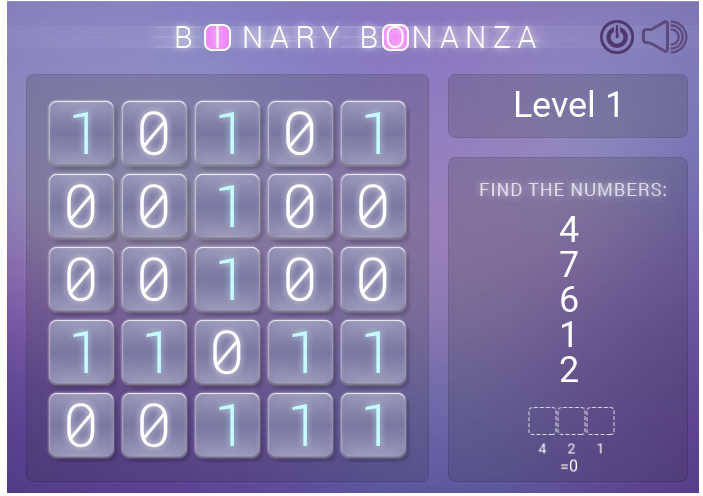 BINARY BONANZA
Level 1
1 0 1 0 1
0 0 1 0 0
0 0 1 0 0
1 1 0 1 1
0 0 1 1 1
FIND THE NUMBERS:
4
7
6
1
2
4 2 1
=0